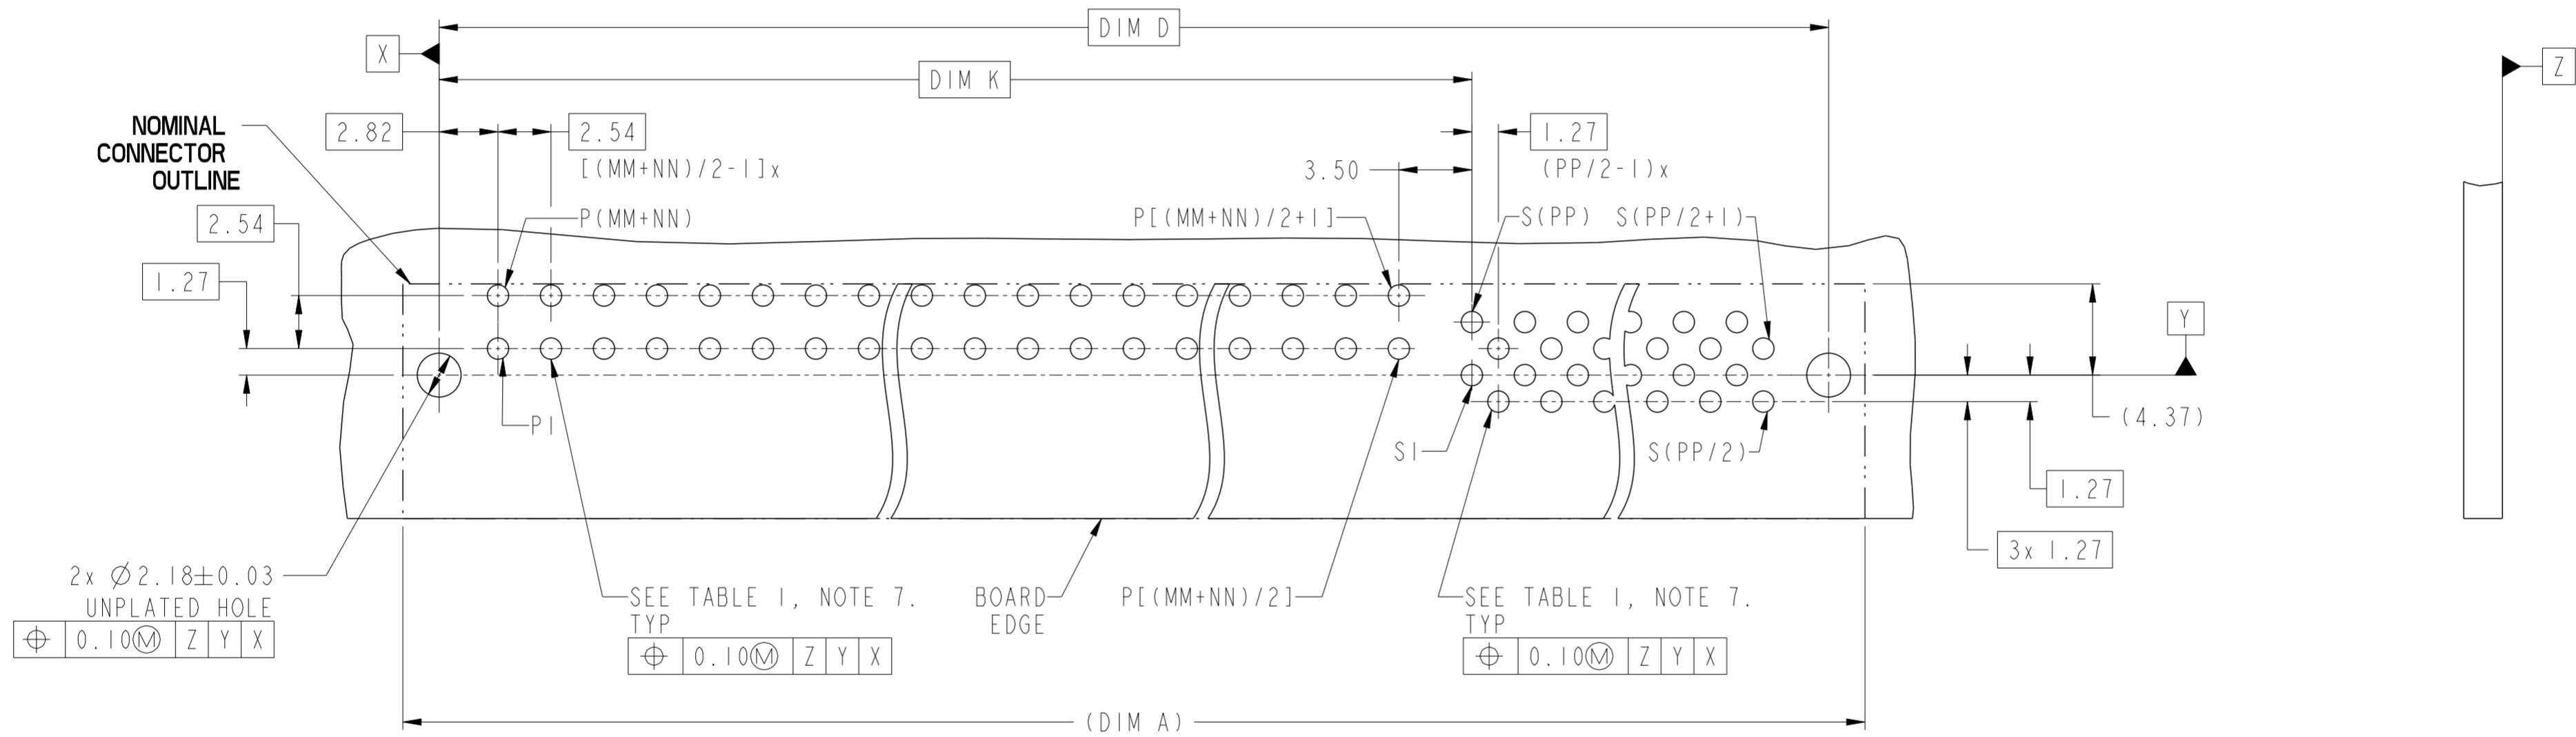 DIM D
X
Z
DIM K
NOMINAL
CONNECTOR
OUTLINE
2.82
2.54
[(MM+NN)/2-1]x
1.27
(PP/2-1)x
3.50
2.54
P(MM+NN)
P[(MM+NN)/2+1]
S(PP)
S(PP/2+1)
1.27
Y
P1
S1
S(PP/2)
(4.37)
1.27
3x 1.27
2x Ø2.18±0.03
UNPLATED HOLE
⌖ 0.10Ⓜ Z Y X
SEE TABLE 1, NOTE 7.
TYP
⌖ 0.10Ⓜ Z Y X
BOARD
EDGE
P[(MM+NN)/2]
SEE TABLE 1, NOTE 7.
TYP
⌖ 0.10Ⓜ Z Y X
(DIM A)